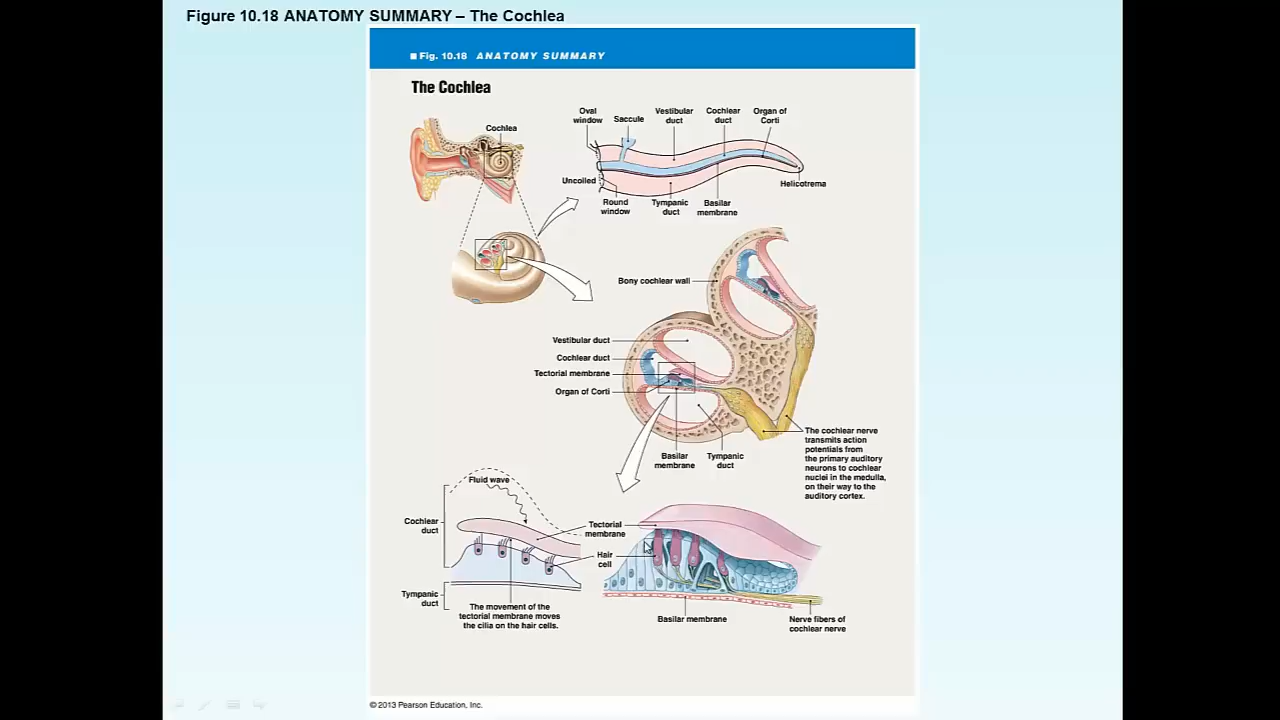 Figure 10.18 ANATOMY SUMMARY – The Cochlea
■ Fig. 10.18 ANATOMY SUMMARY
The Cochlea
Cochlea
Oval
window
Saccule
Vestibular
duct
Cochlear
duct
Organ of
Corti
Uncoiled
Helicotrema
Round
window
Tympanic
duct
Basilar
membrane
Bony cochlear wall
Vestibular duct
Cochlear duct
Tectorial membrane
Organ of Corti
Basilar
membrane
Tympanic
duct
The cochlear nerve
transmits action
potentials from
the primary auditory
neurons to cochlear
nuclei in the medulla,
on their way to the
auditory cortex.
Fluid wave
Cochlear
duct
Tectorial
membrane
Hair
cell
Tympanic
duct
The movement of the
tectorial membrane moves
the cilia on the hair cells.
Basilar membrane
Nerve fibers of
cochlear nerve
© 2013 Pearson Education, Inc.